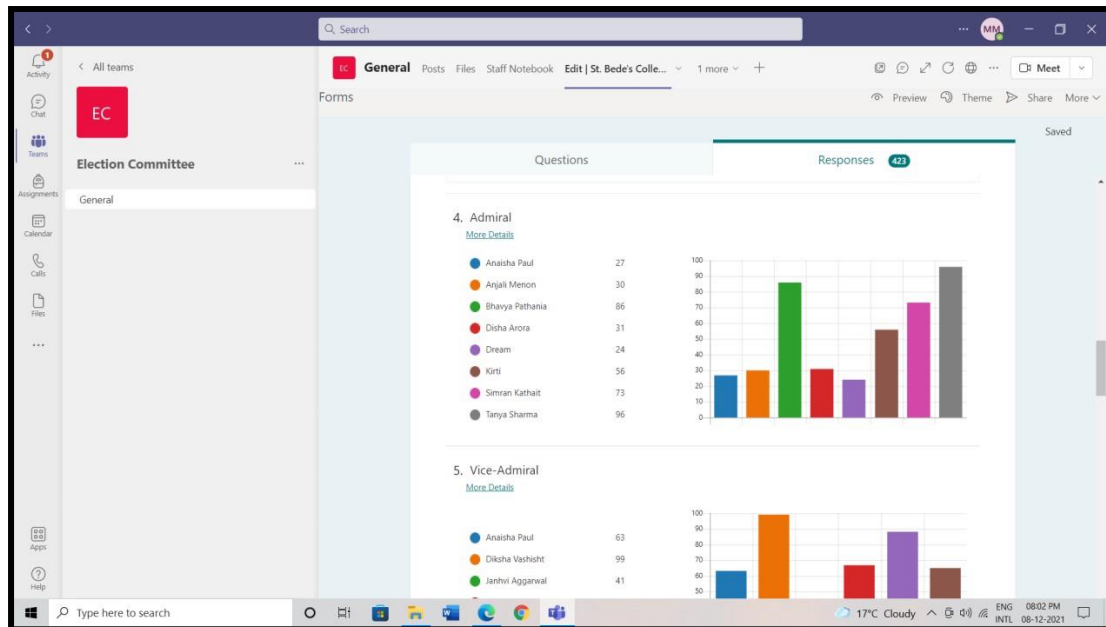 Search
MM
1
Activity
Chat
Teams
Assignments
Calendar
Calls
Files
Apps
Help
All teams
EC
Election Committee
General
EC General Posts Files Staff Notebook Edit | St. Bede's Colle... 1 more
Meet
Forms
Preview Theme Share More
Saved
Questions
Responses 423
4. Admiral
More Details
Anaisha Paul 27
Anjali Menon 30
Bhavya Pathania 86
Disha Arora 31
Dream 24
Kirti 56
Simran Kathait 73
Tanya Sharma 96
100
90
80
70
60
50
40
30
20
10
0
5. Vice-Admiral
More Details
Anaisha Paul 63
Diksha Vashisht 99
Janhvi Aggarwal 41
100
90
80
70
60
50
Type here to search
17°C Cloudy
ENG
INTL
08:02 PM
08-12-2021